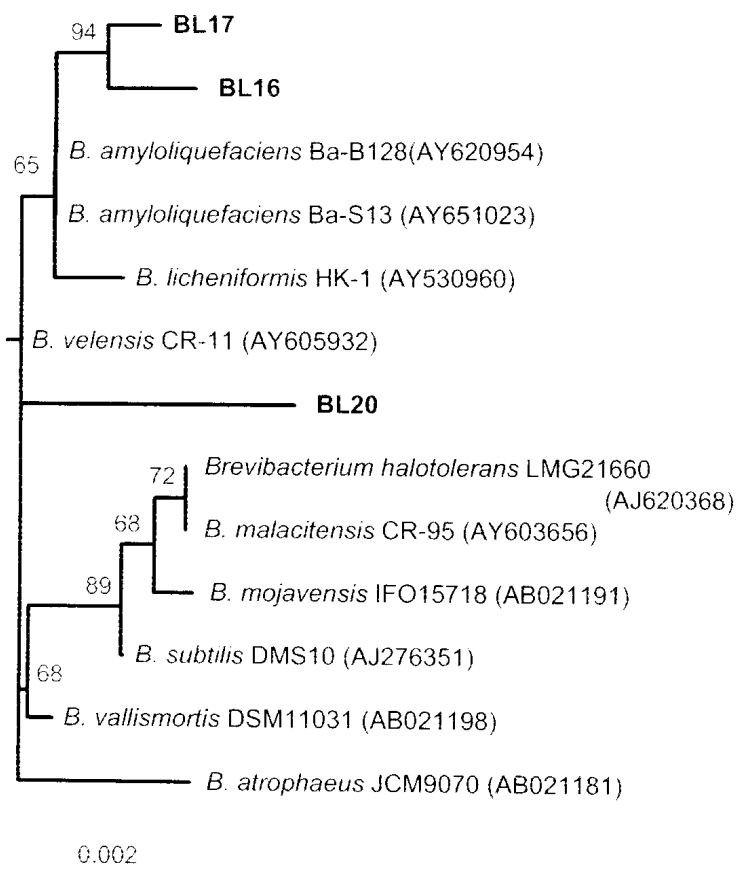 94
BL17
BL16
B. amyloliquefaciens Ba-B128(AY620954)
65
B. amyloliquefaciens Ba-S13 (AY651023)
B. licheniformis HK-1 (AY530960)
B. velensis CR-11 (AY605932)
BL20
72
Brevibacterium halotolerans LMG21660
(AJ620368)
68
B. malacitensis CR-95 (AY603656)
89
B. mojavensis IFO15718 (AB021191)
B. subtilis DMS10 (AJ276351)
68
B. vallismortis DSM11031 (AB021198)
B. atrophaeus JCM9070 (AB021181)
0.002